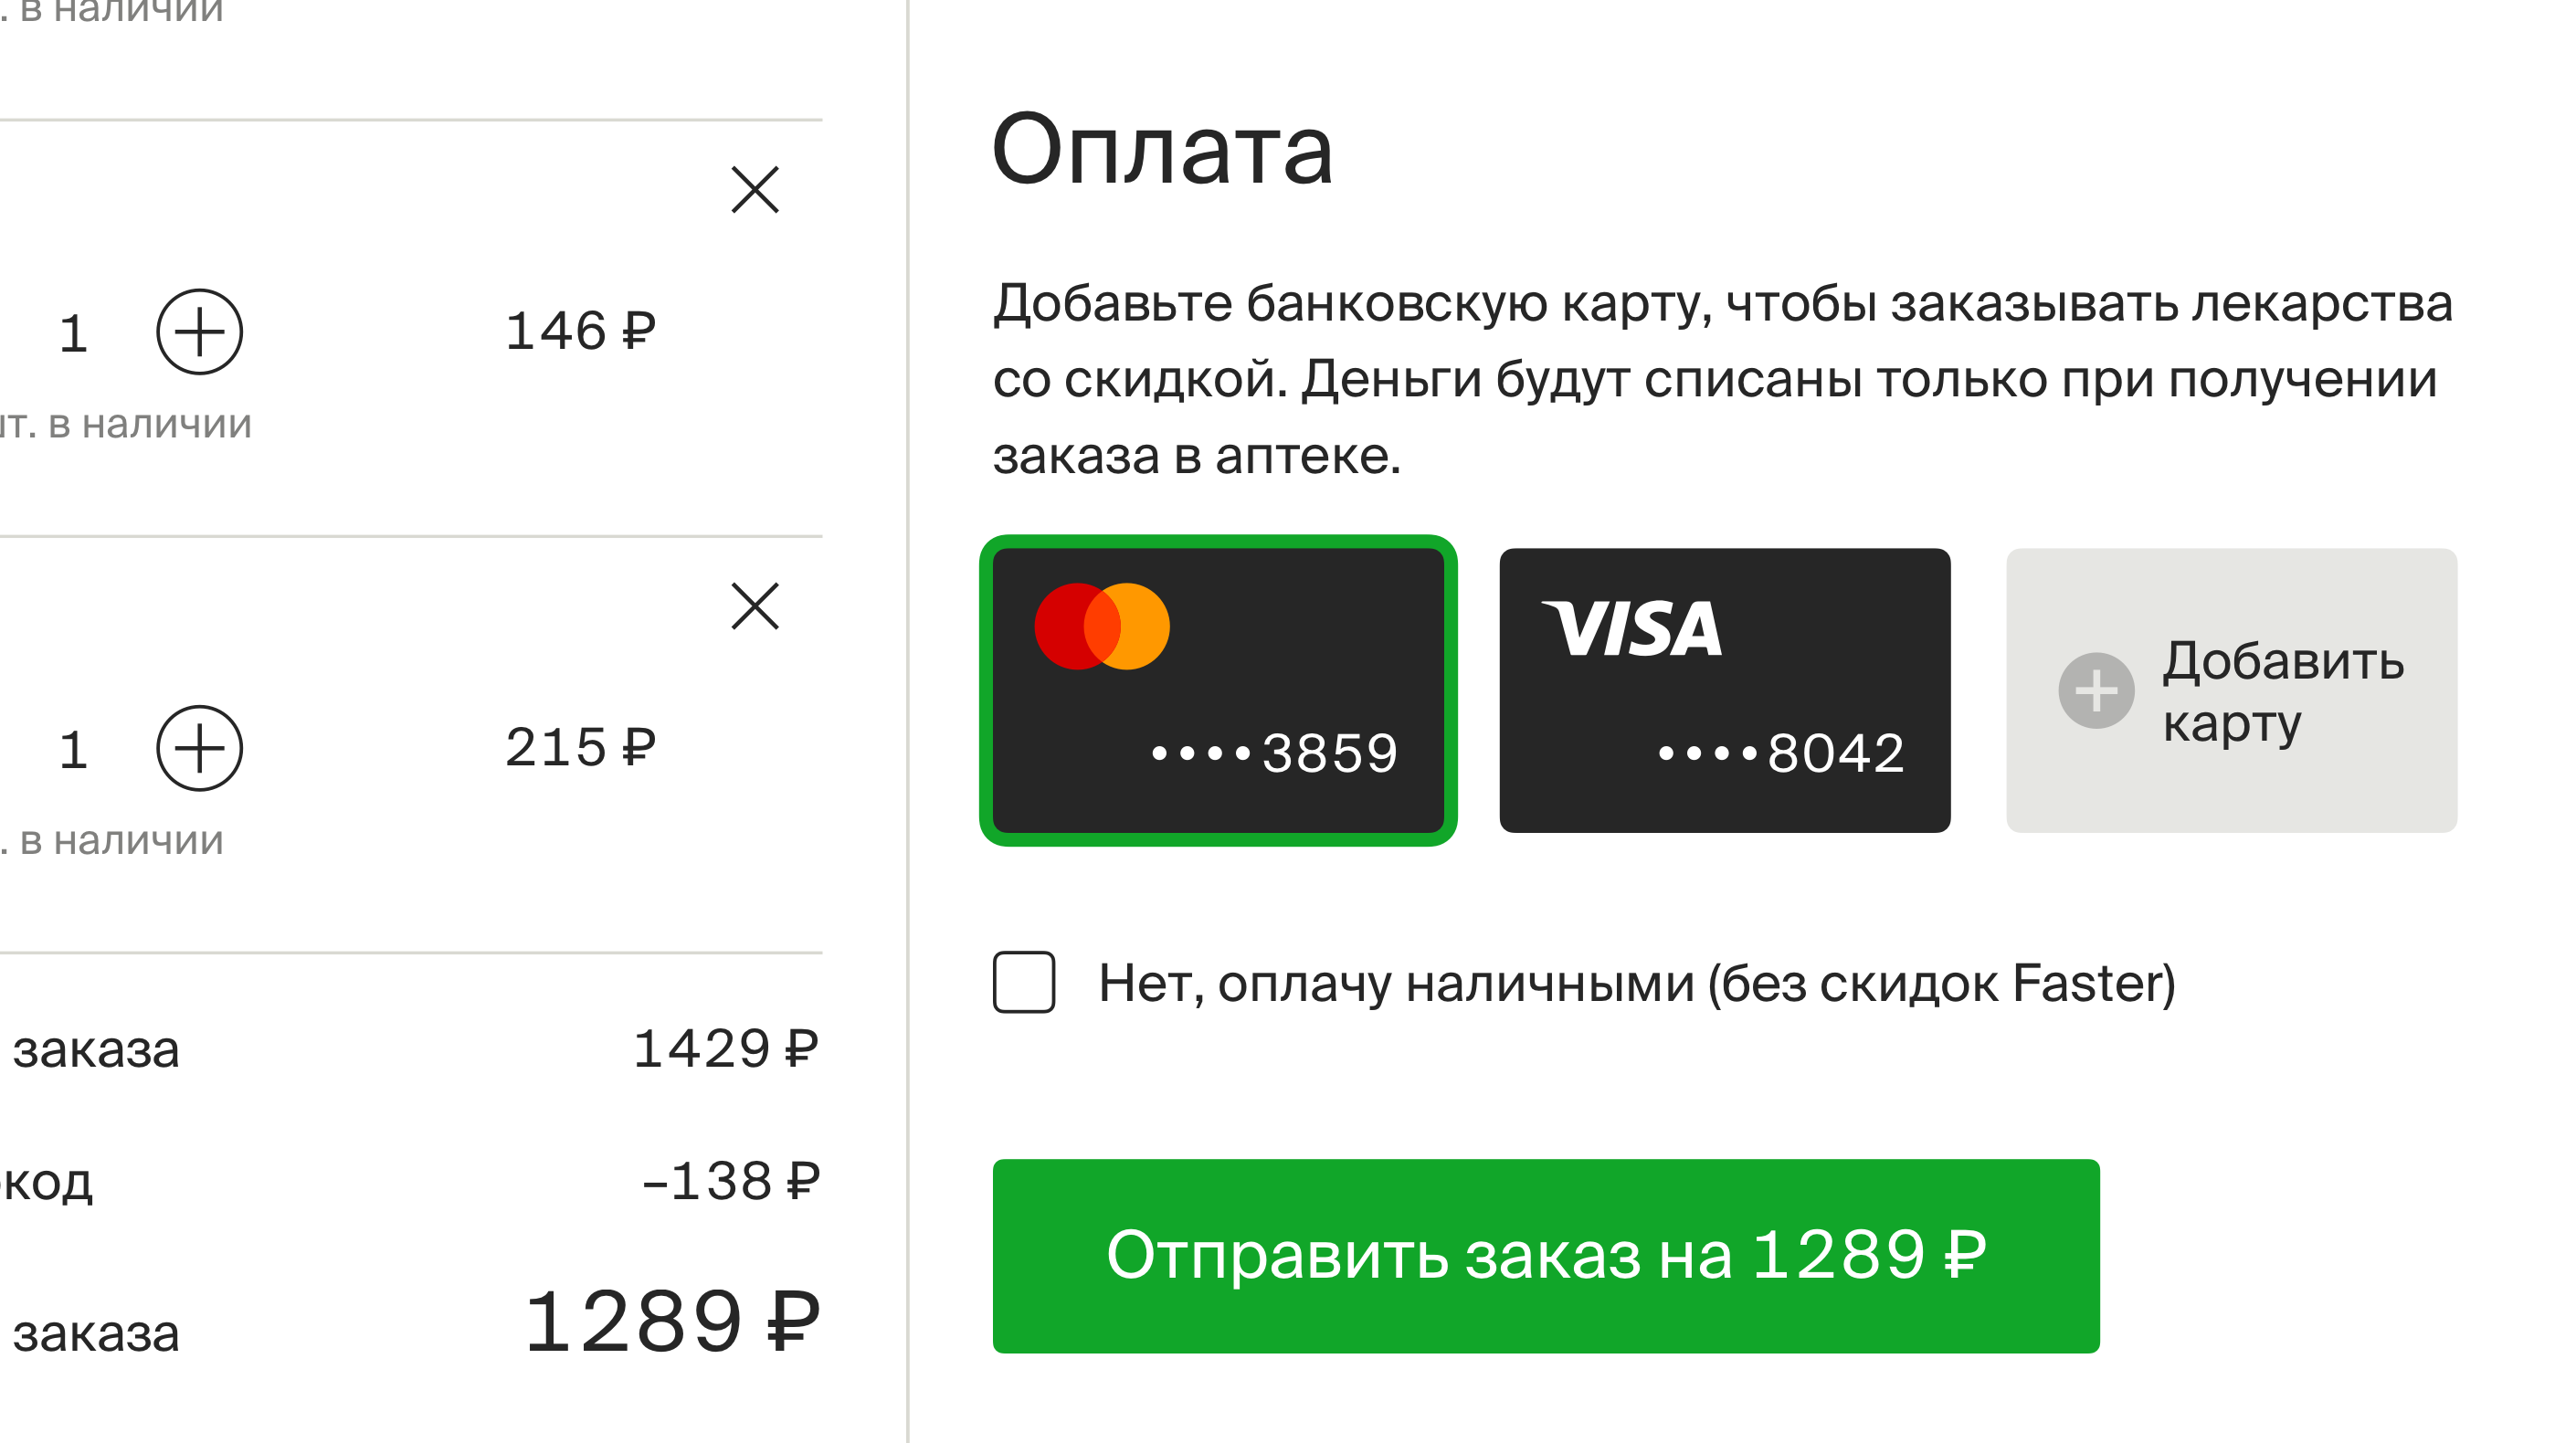 . в наличии
1
146 ₽
шт. в наличии
1
215 ₽
. в наличии
заказа
1429 ₽
код
–138 ₽
заказа
1289 ₽
Оплата
Добавьте банковскую карту, чтобы заказывать лекарства
со скидкой. Деньги будут списаны только при получении
заказа в аптеке.
••••3859
VISA
••••8042
Добавить
карту
Нет, оплачу наличными (без скидок Faster)
Отправить заказ на 1289 ₽